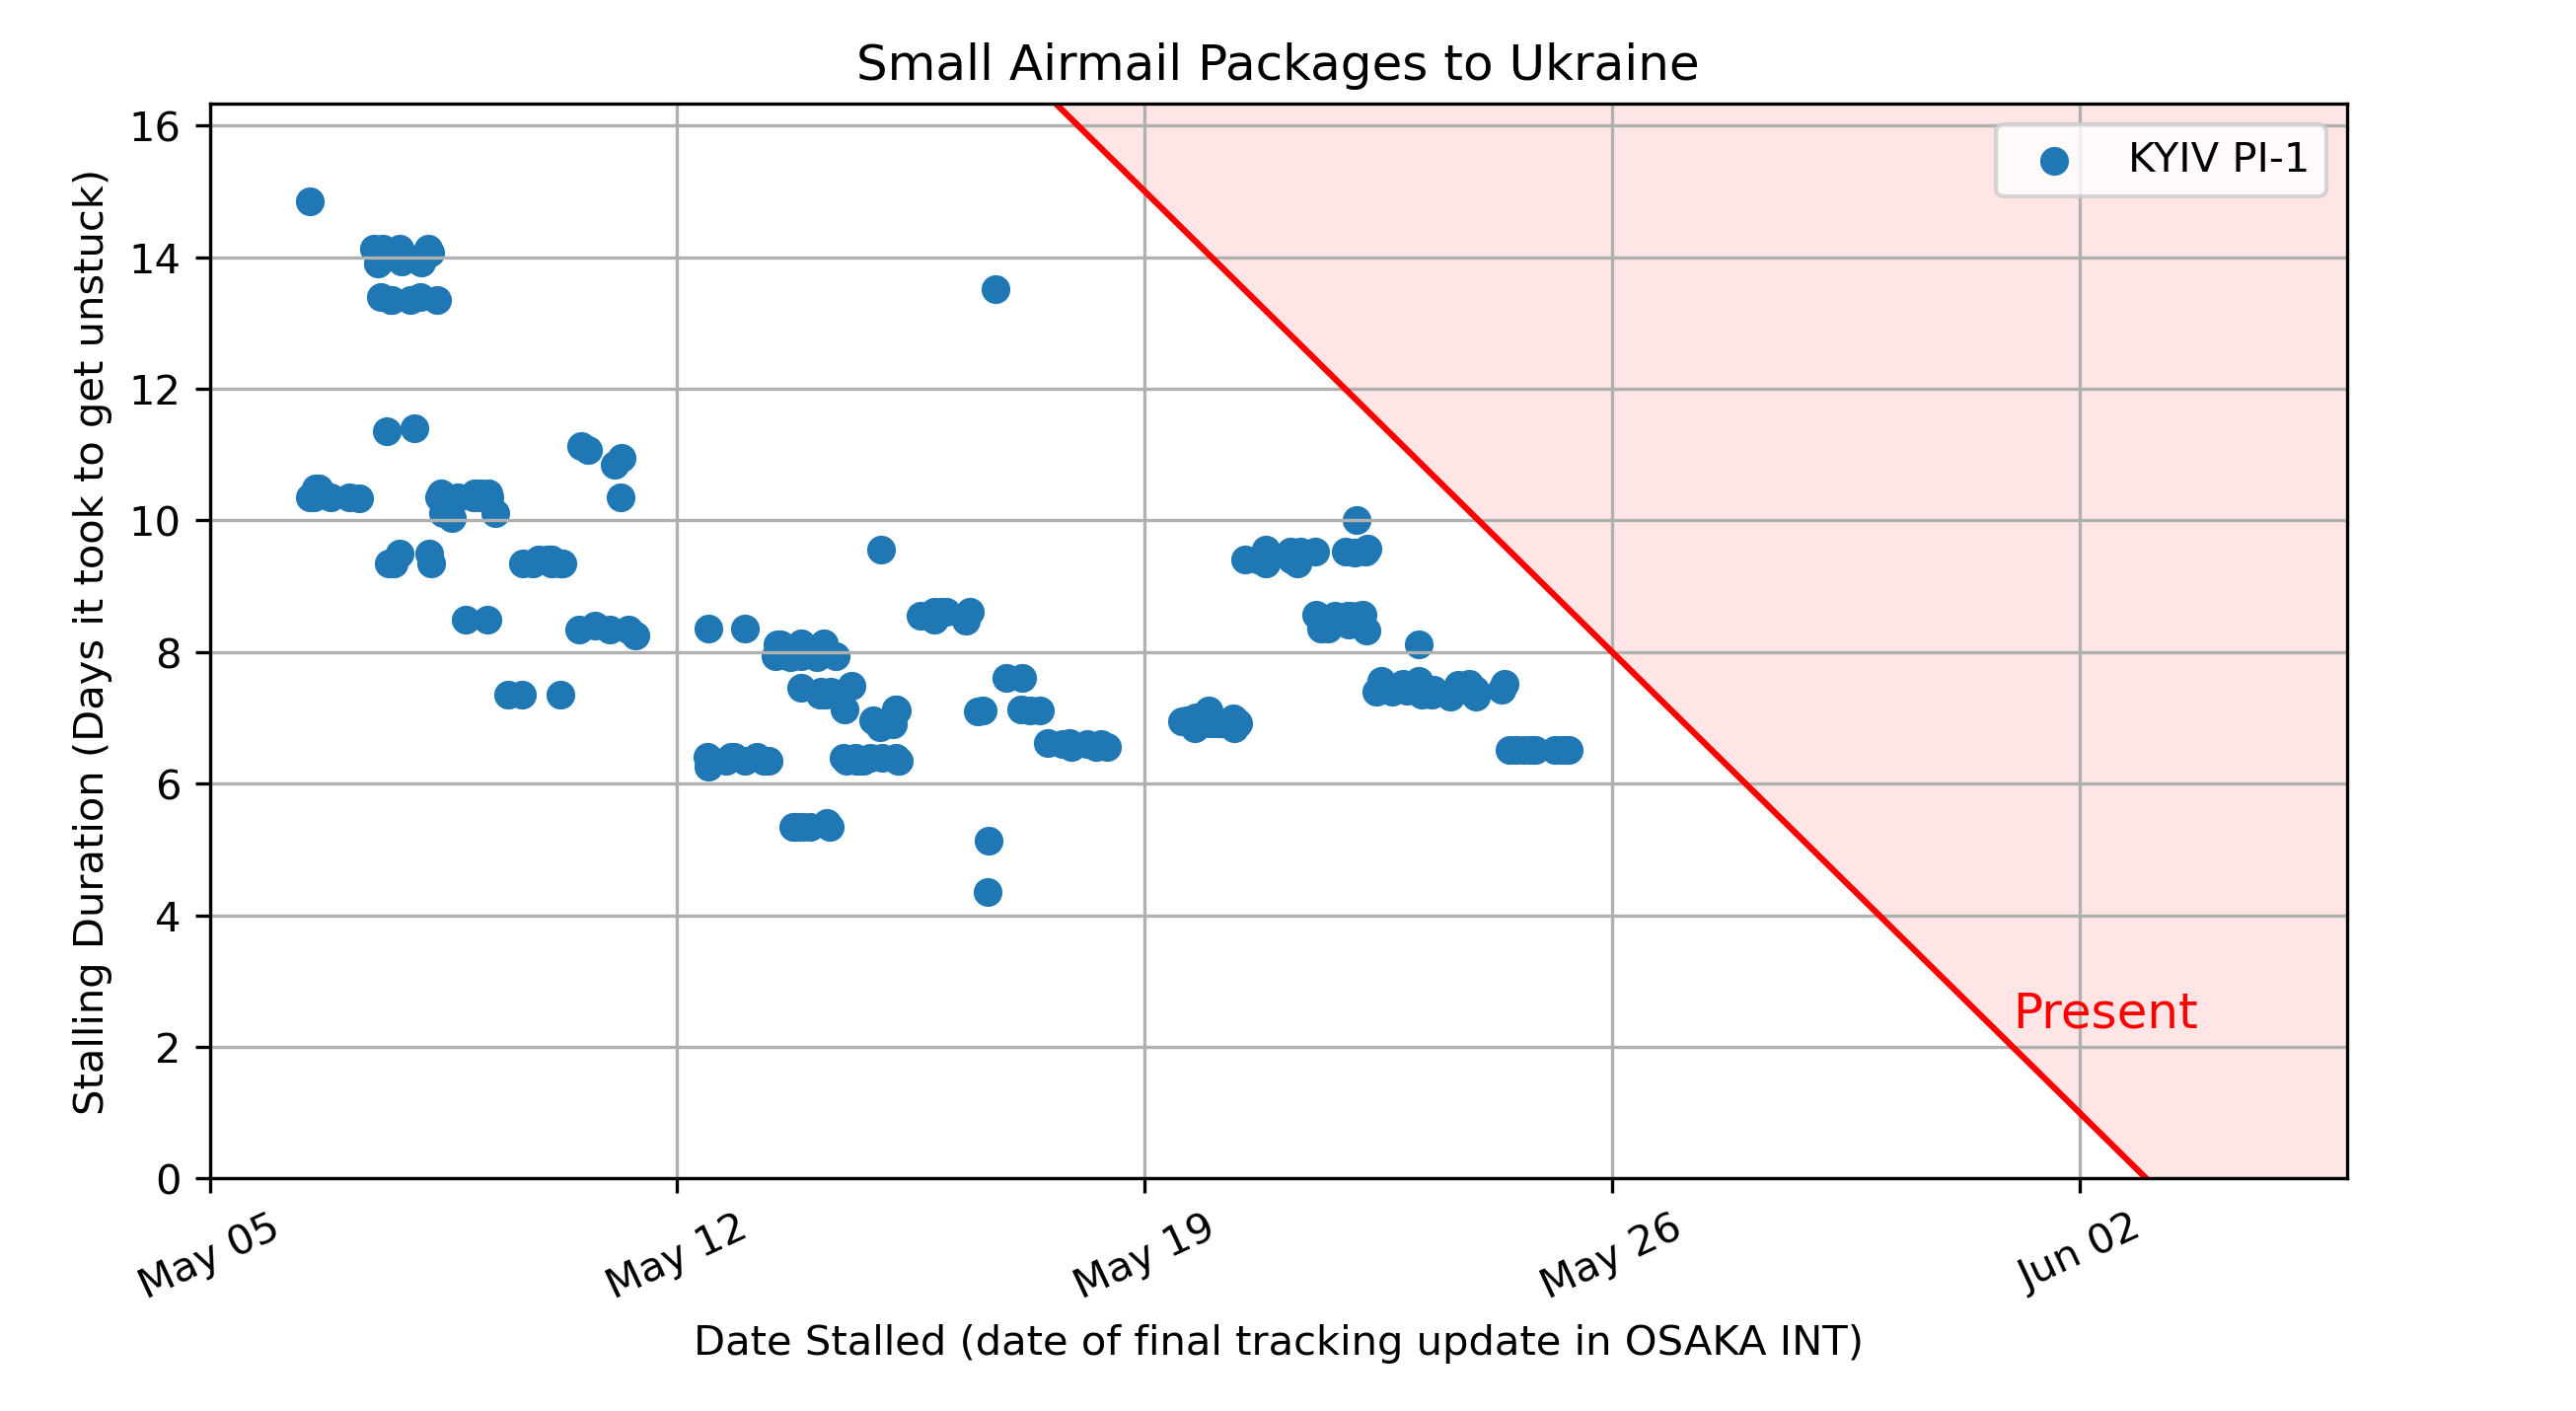 Small Airmail Packages to Ukraine
Stalling Duration (Days it took to get unstuck)
16
14
12
10
8
6
4
2
0
KYIV PI-1
Present
May 05
May 12
May 19
May 26
Jun 02
Date Stalled (date of final tracking update in OSAKA INT)